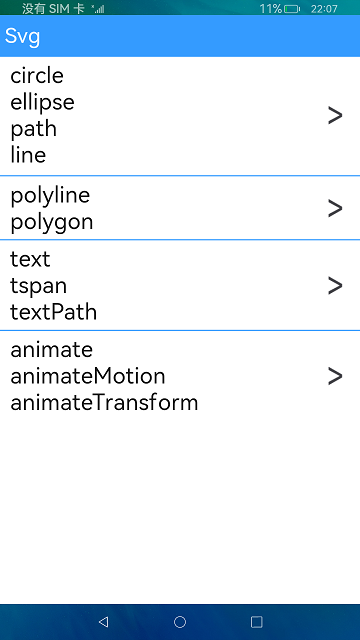 没有 SIM 卡 11% 22:07
Svg
circle
ellipse
path
line
>
polyline
polygon
>
text
tspan
textPath
>
animate
animateMotion
animateTransform
>